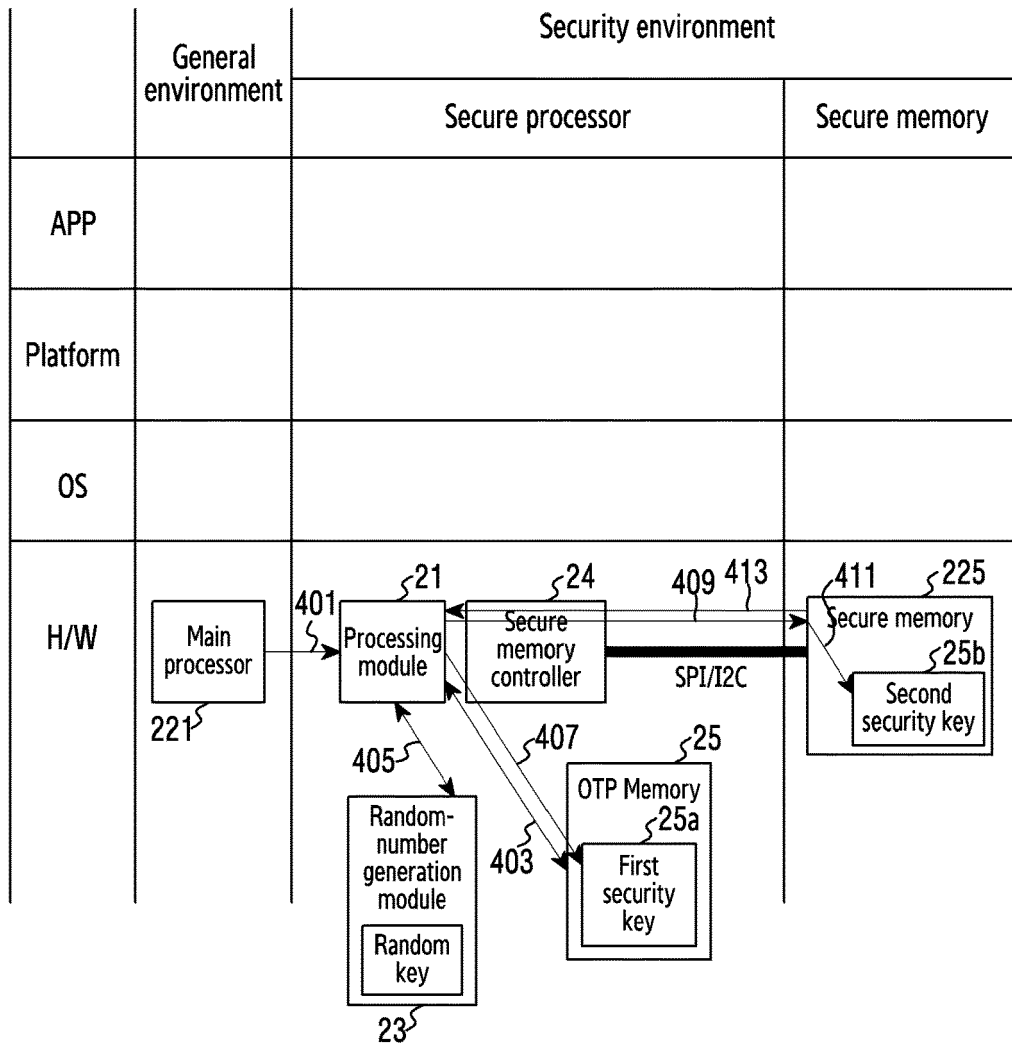 Security environment
General
environment
Secure processor
Secure memory
APP
Platform
OS
H/W
Main
processor
221
401
21
Processing
module
24
Secure
memory
controller
409
413
SPI/I2C
411
225
Secure memory
25b
Second
security key
405
407
403
25
OTP Memory
25a
First
security
key
Random-
number
generation
module
Random
key
23